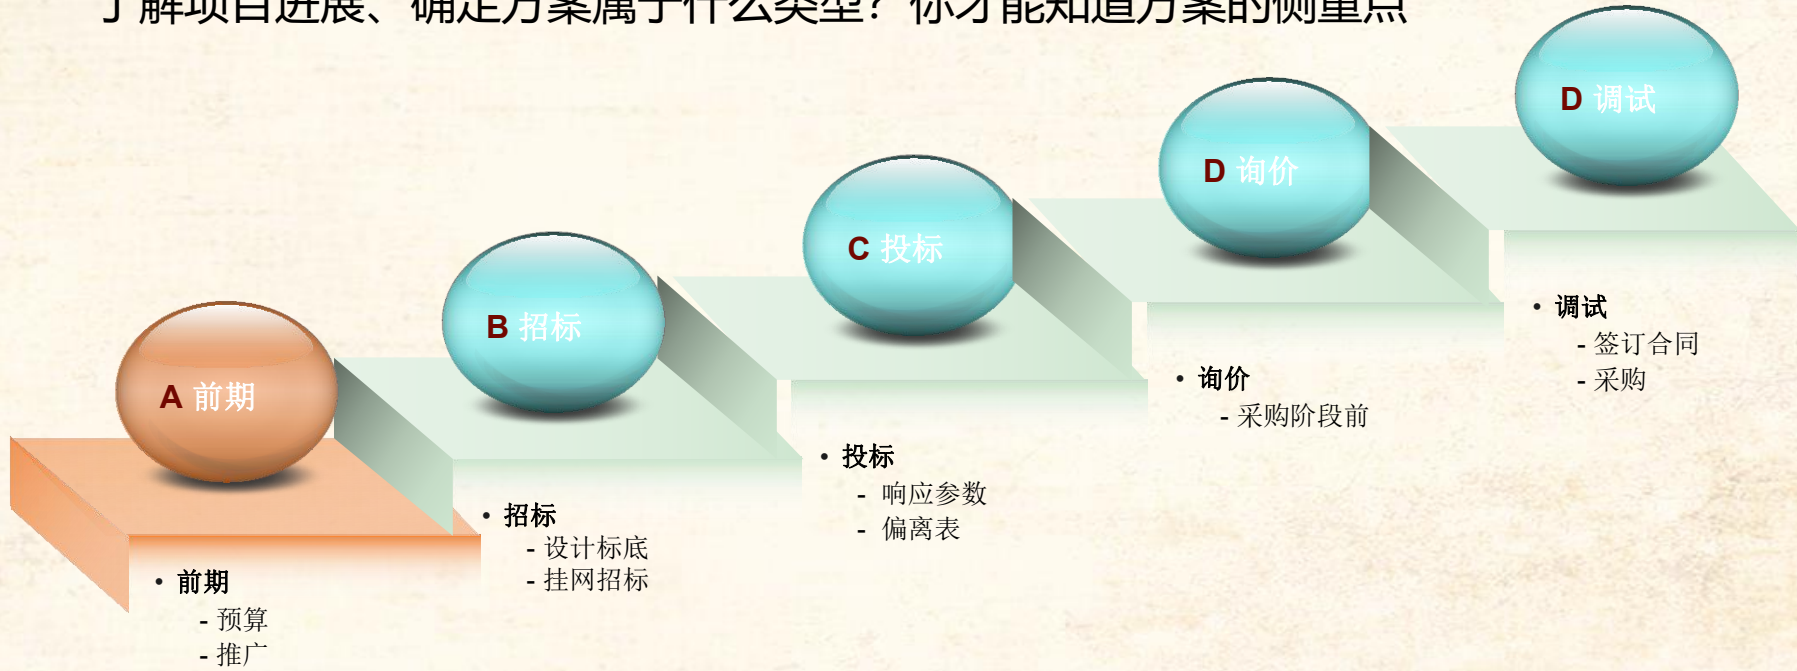 了解项目进展、确定方案属于什么类型？你才能知道方案的侧重点
A 前期
• 前期
- 预算
- 推广
B 招标
• 招标
- 设计标底
- 挂网招标
C 投标
• 投标
- 响应参数
- 偏离表
D 询价
• 询价
- 采购阶段前
D 调试
• 调试
- 签订合同
- 采购